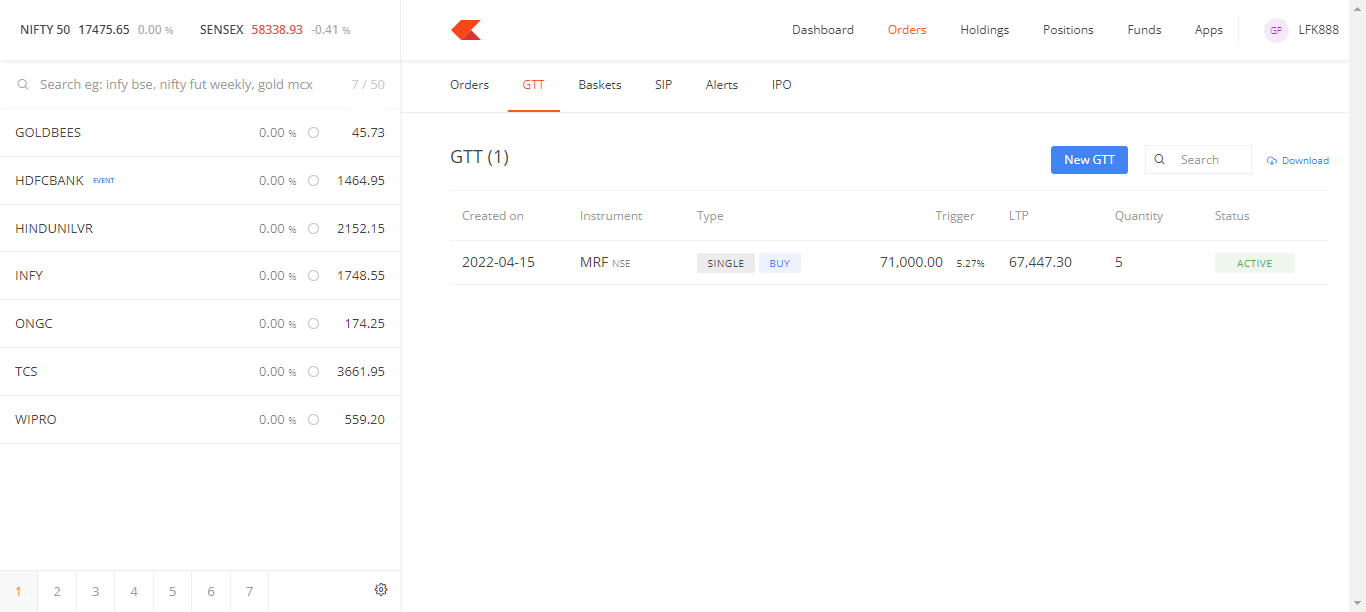 NIFTY 50 17475.65 0.00 % SENSEX 58338.93 -0.41 %
Dashboard Orders Holdings Positions Funds Apps GP LFK888
Search eg: infy bse, nifty fut weekly, gold mcx 7 / 50
Orders GTT Baskets SIP Alerts IPO
GOLDBEES 0.00 % 45.73
HDFCBANK EVENT 0.00 % 1464.95
HINDUNILVR 0.00 % 2152.15
INFY 0.00 % 1748.55
ONGC 0.00 % 174.25
TCS 0.00 % 3661.95
WIPRO 0.00 % 559.20
1 2 3 4 5 6 7
GTT (1)
New GTT Search Download
Created on Instrument Type Trigger LTP Quantity Status
2022-04-15 MRF NSE SINGLE BUY 71,000.00 5.27% 67,447.30 5 ACTIVE